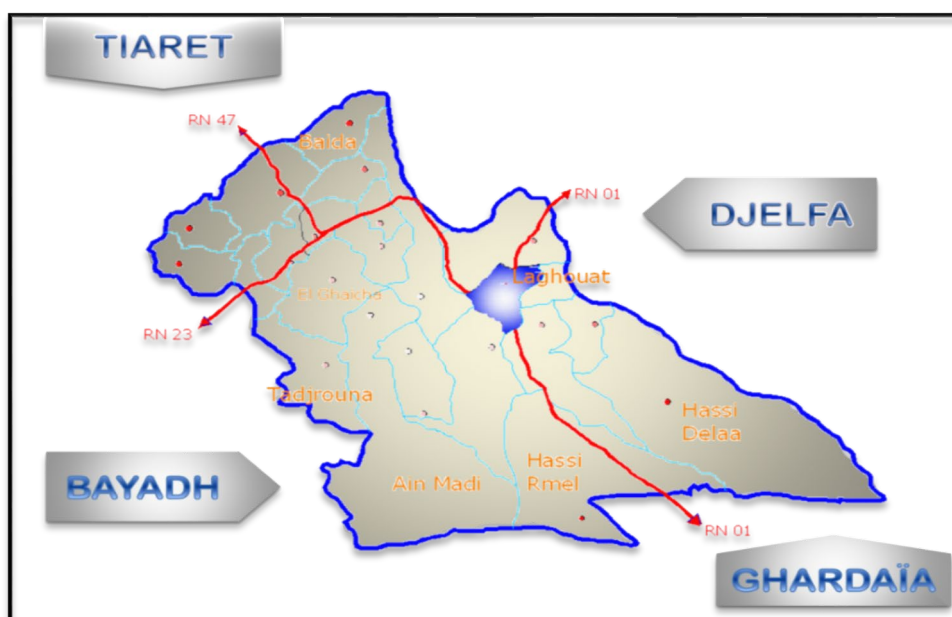 TIARET
RN 47
Baida
RN 01
DJELFA
Laghouat
El Ghaicha
RN 23
Tadjrouna
Hassi
Delaa
BAYADH
Ain Madi
Hassi
Rmel
RN 01
GHARDAÏA